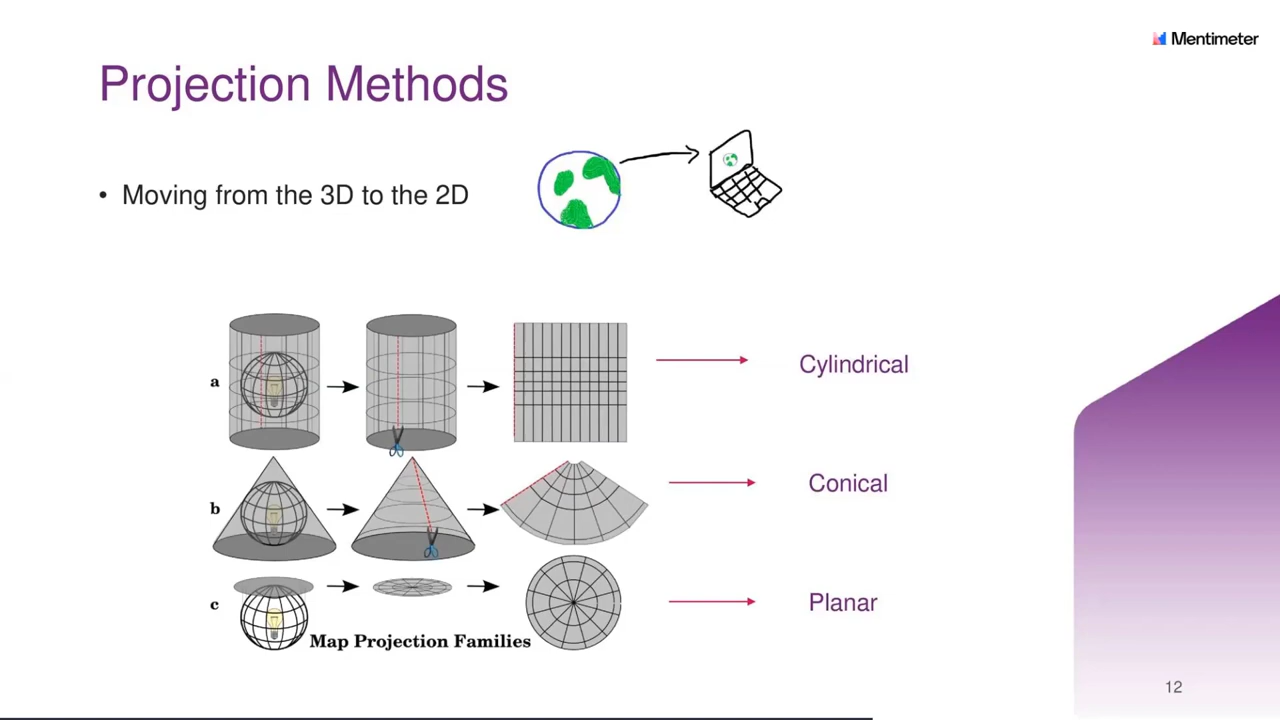 Mentimeter
Projection Methods
• Moving from the 3D to the 2D
a
Cylindrical
b
Conical
c
Planar
Map Projection Families
12